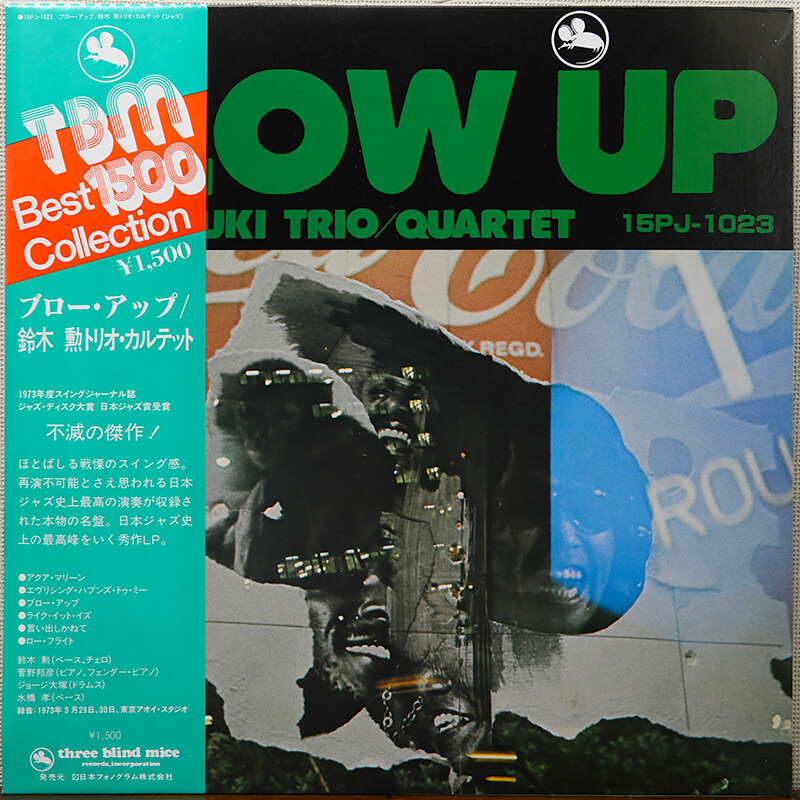 ●15PJ-1023 ブロー・アップ/鈴木 勲トリオ・カルテット〈ジャズ〉
TBM
Best 1500
Collection
¥1,500
ブロー・アップ/
鈴木 勲トリオ・カルテット
1973年度スイングジャーナル誌
ジャズ・ディスク大賞 日本ジャズ賞受賞
不滅の傑作!
ほとばしる戦慄のスイング感。
再演不可能とさえ思われる日本
ジャズ史上最高の演奏が収録さ
れた本物の名盤。日本ジャズ史
上の最高峰をいく秀作LP。
●アクア・マリーン
●エヴリシング・ハプンズ・トゥ・ミー
●ブロー・アップ
●ライク・イット・イズ
●言い出しかねて
●ロー・フライト
鈴木 勲(ベース、チェロ)
菅野邦彦(ピアノ、フェンダー・ピアノ)
ジョージ大塚(ドラムス)
水橋 孝(ベース)
録音:1973年3月29日、30日、東京アオイ・スタジオ
¥1,500
three blind mice
records, incorporation
発売元 日本フォノグラム株式会社
OW UP
UKI TRIO/QUARTET 15PJ-1023
Cola
REGD.
ROU